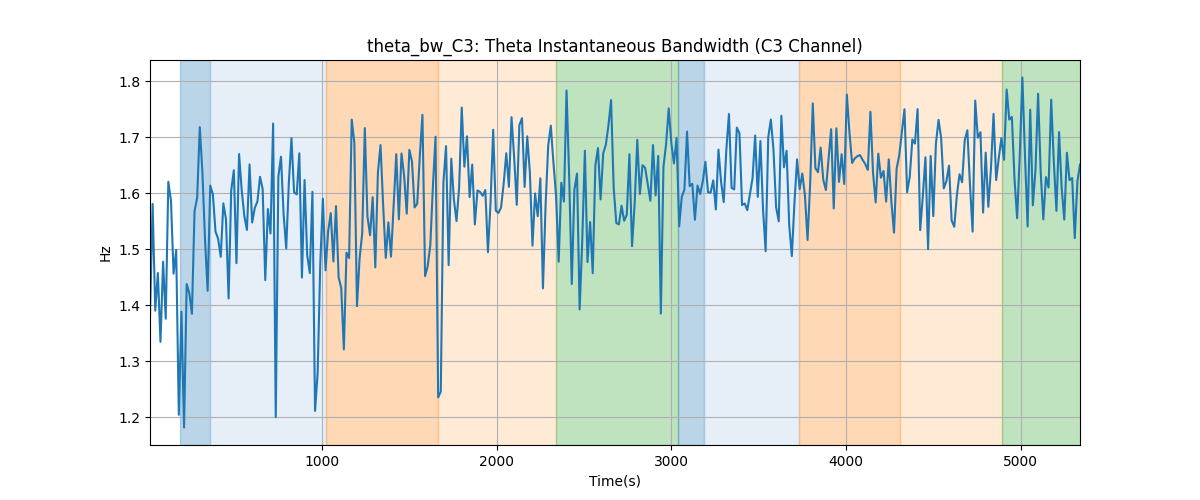 theta_bw_C3: Theta Instantaneous Bandwidth (C3 Channel)
1.8
1.7
1.6
1.5
1.4
1.3
1.2
Hz
1000 2000 3000 4000 5000
Time(s)